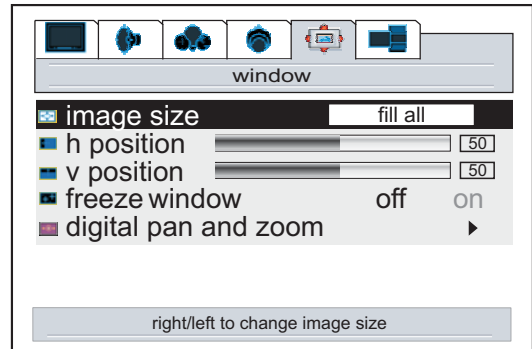 window
image size fill all
h position 50
v position 50
freeze window off on
digital pan and zoom
right/left to change image size